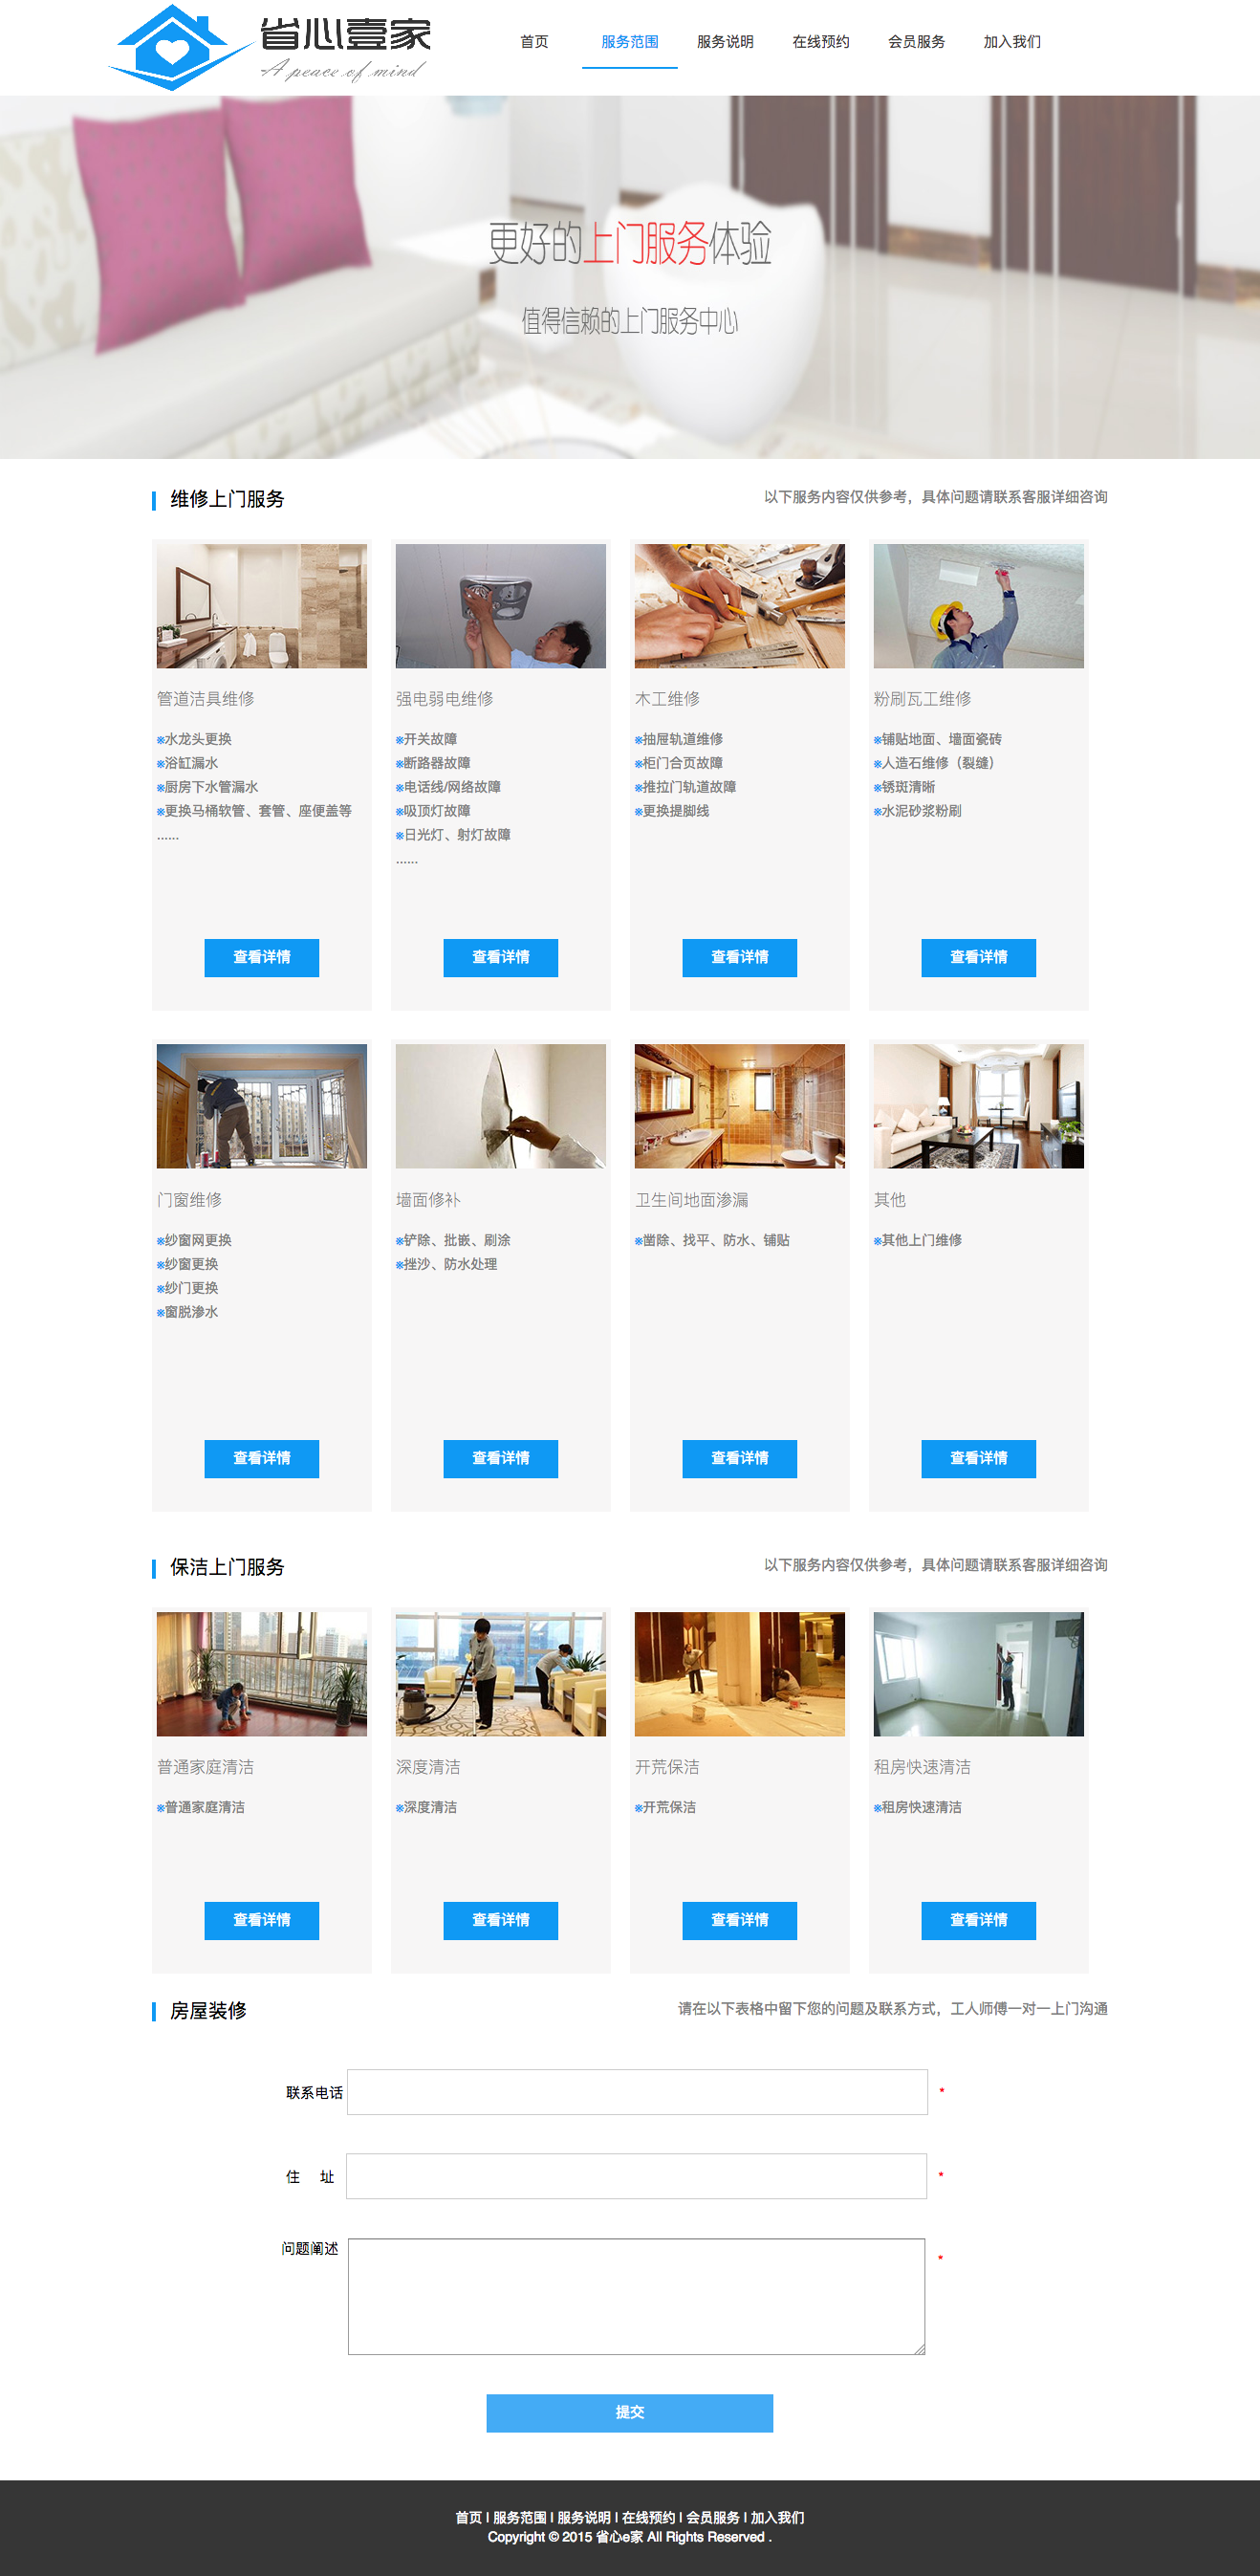 省心壹家
A peace of mind
首页 服务范围 服务说明 在线预约 会员服务 加入我们
更好的上门服务体验
值得信赖的上门服务中心
维修上门服务
以下服务内容仅供参考，具体问题请联系客服详细咨询
管道洁具维修
※水龙头更换
※浴缸漏水
※厨房下水管漏水
※更换马桶软管、套管、座便盖等
......
查看详情
强电弱电维修
※开关故障
※断路器故障
※电话线/网络故障
※吸顶灯故障
※日光灯、射灯故障
......
查看详情
木工维修
※抽屉轨道维修
※柜门合页故障
※推拉门轨道故障
※更换提脚线
查看详情
粉刷瓦工维修
※铺贴地面、墙面瓷砖
※人造石维修（裂缝）
※锈斑清晰
※水泥砂浆粉刷
查看详情
门窗维修
※纱窗网更换
※纱窗更换
※纱门更换
※窗脱渗水
查看详情
墙面修补
※铲除、批嵌、刷涂
※挫沙、防水处理
查看详情
卫生间地面渗漏
※凿除、找平、防水、铺贴
查看详情
其他
※其他上门维修
查看详情
保洁上门服务
以下服务内容仅供参考，具体问题请联系客服详细咨询
普通家庭清洁
※普通家庭清洁
查看详情
深度清洁
※深度清洁
查看详情
开荒保洁
※开荒保洁
查看详情
租房快速清洁
※租房快速清洁
查看详情
房屋装修
请在以下表格中留下您的问题及联系方式，工人师傅一对一上门沟通
联系电话 *
住 址 *
问题阐述 *
提交
首页 | 服务范围 | 服务说明 | 在线预约 | 会员服务 | 加入我们
Copyright © 2015 省心e家 All Rights Reserved .